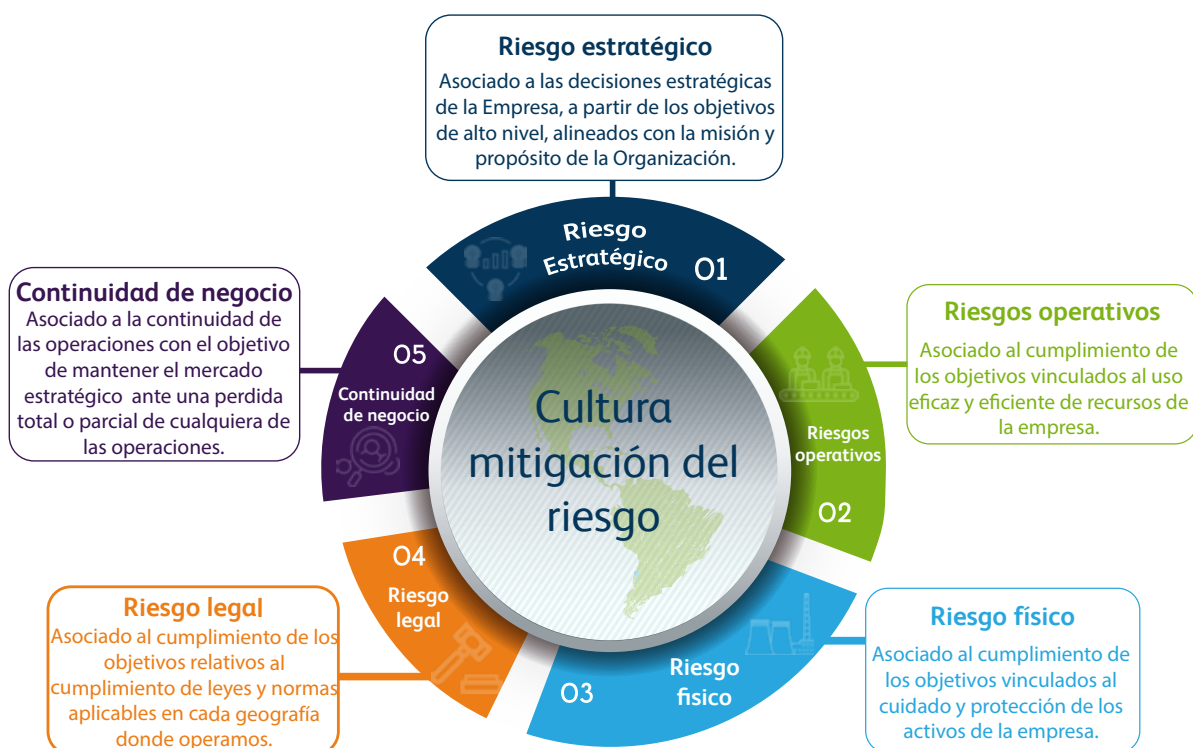 Riesgo estratégico
Asociado a las decisiones estratégicas
de la Empresa, a partir de los objetivos
de alto nivel, alineados con la misión y
propósito de la Organización.
Riesgo
Estratégico
01
Continuidad de negocio
Asociado a la continuidad de
las operaciones con el objetivo
de mantener el mercado
estratégico ante una perdida
total o parcial de cualquiera de
las operaciones.
05
Continuidad
de negocio
Riesgos operativos
Asociado al cumplimiento de
los objetivos vinculados al uso
eficaz y eficiente de recursos de
la empresa.
Riesgos
operativos
02
Cultura
mitigación del
riesgo
04
Riesgo
legal
Riesgo legal
Asociado al cumplimiento de los
objetivos relativos al
cumplimiento de leyes y normas
aplicables en cada geografía
donde operamos.
03
Riesgo
fisico
Riesgo físico
Asociado al cumplimiento de
los objetivos vinculados al
cuidado y protección de los
activos de la empresa.